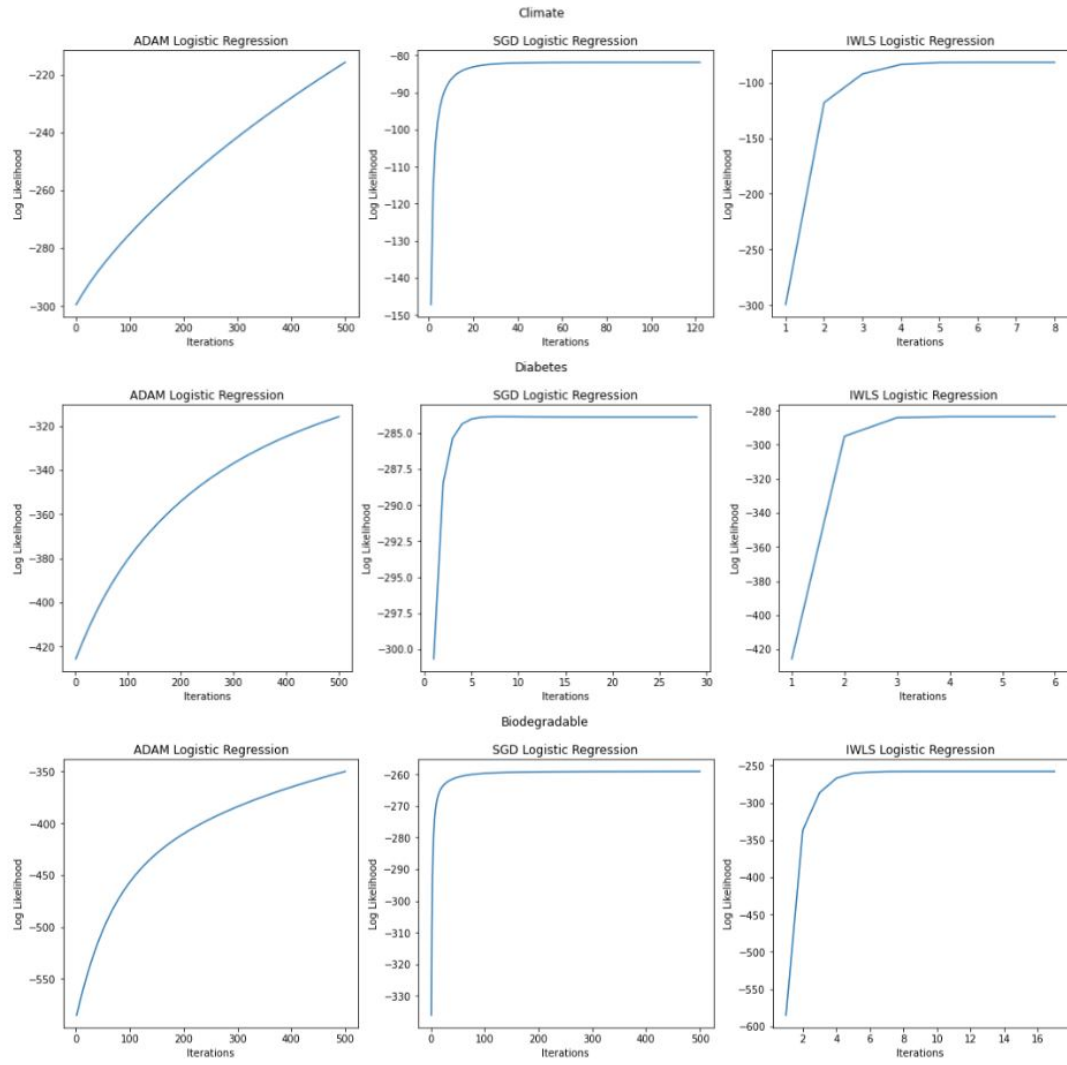 Climate
ADAM Logistic Regression
SGD Logistic Regression
IWLS Logistic Regression
Log Likelihood
−220
−240
−260
−280
−300
0 100 200 300 400 500
Iterations
Log Likelihood
−80
−90
−100
−110
−120
−130
−140
−150
0 20 40 60 80 100 120
Iterations
Log Likelihood
−100
−150
−200
−250
−300
1 2 3 4 5 6 7 8
Iterations
Diabetes
ADAM Logistic Regression
SGD Logistic Regression
IWLS Logistic Regression
Log Likelihood
−320
−340
−360
−380
−400
−420
0 100 200 300 400 500
Iterations
Log Likelihood
−285.0
−287.5
−290.0
−292.5
−295.0
−297.5
−300.0
0 5 10 15 20 25 30
Iterations
Log Likelihood
−280
−300
−320
−340
−360
−380
−400
−420
1 2 3 4 5 6
Iterations
Biodegradable
ADAM Logistic Regression
SGD Logistic Regression
IWLS Logistic Regression
Log Likelihood
−350
−400
−450
−500
−550
0 100 200 300 400 500
Iterations
Log Likelihood
−260
−270
−280
−290
−300
−310
−320
−330
0 100 200 300 400 500
Iterations
Log Likelihood
−250
−300
−350
−400
−450
−500
−550
−600
2 4 6 8 10 12 14 16
Iterations